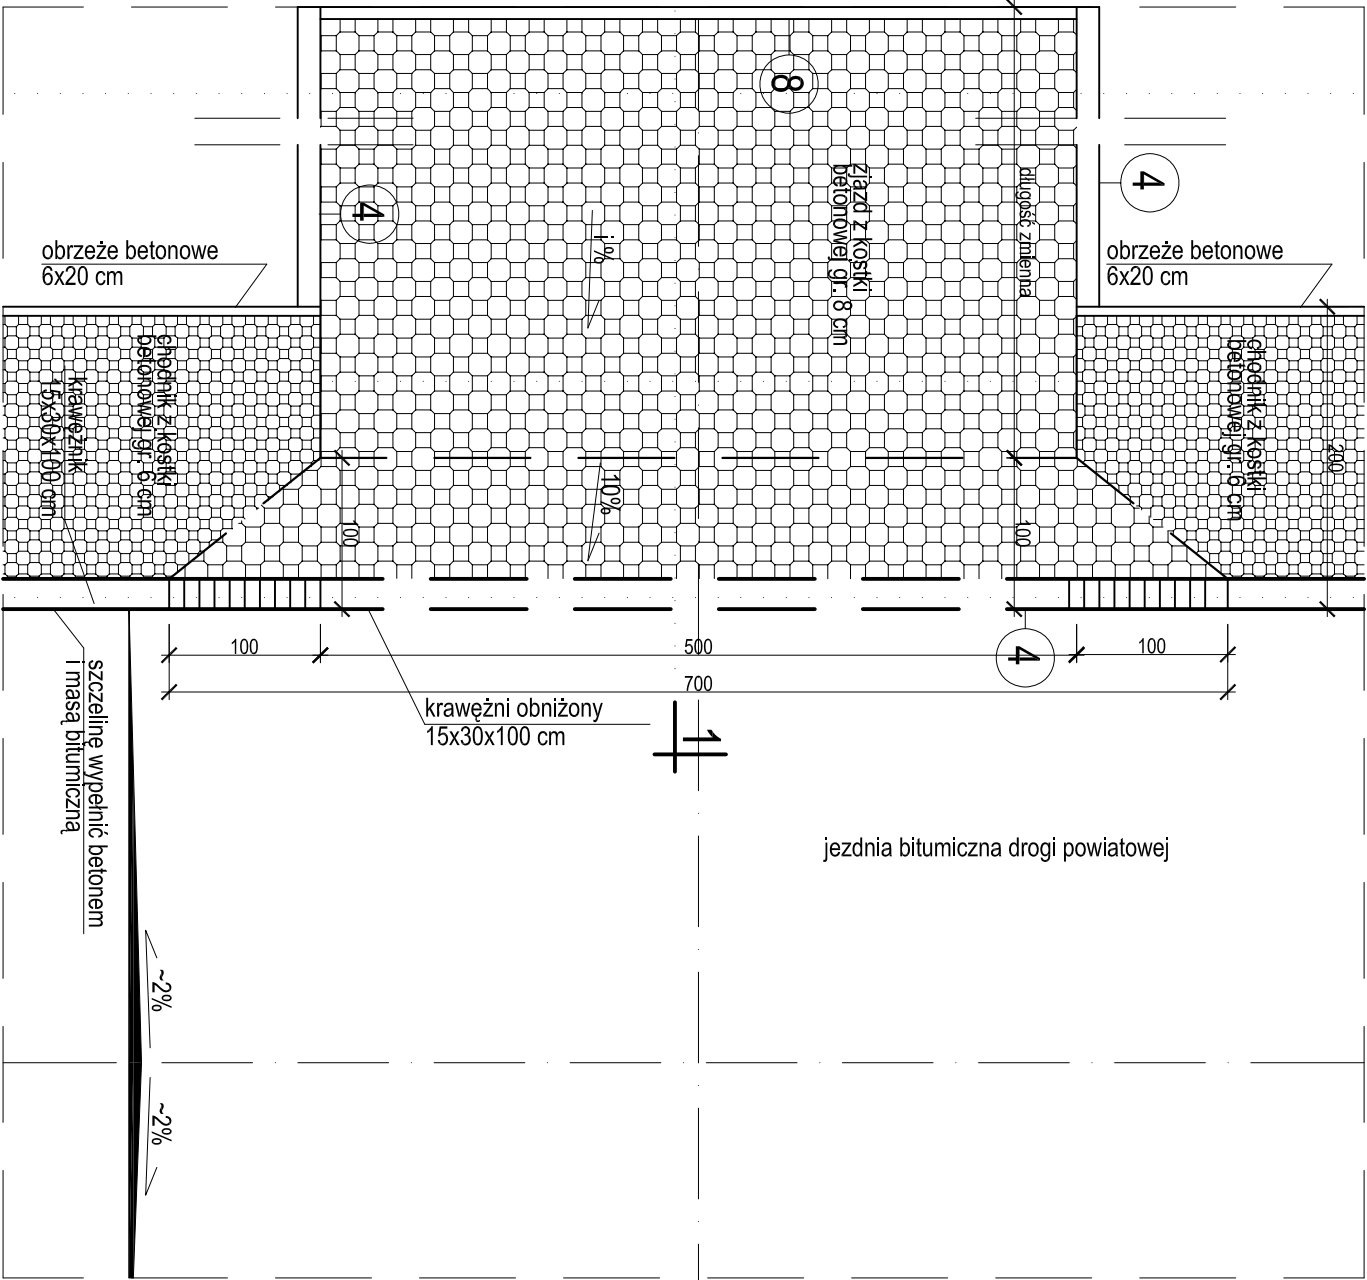 8
4
4
zjazd z kostki
betonowej gr. 8 cm
długość zmienna
i%
obrzeże betonowe
6x20 cm
obrzeże betonowe
6x20 cm
chodnik z kostki
betonowej gr. 6 cm
krawężnik
15x30x100 cm
chodnik z kostki
betonowej gr. 6 cm
200
10%
100
100
100
500
100
4
700
krawężni obniżony
15x30x100 cm
1
szczelinę wypełnić betonem
i masą bitumiczną
jezdnia bitumiczna drogi powiatowej
~2%
~2%